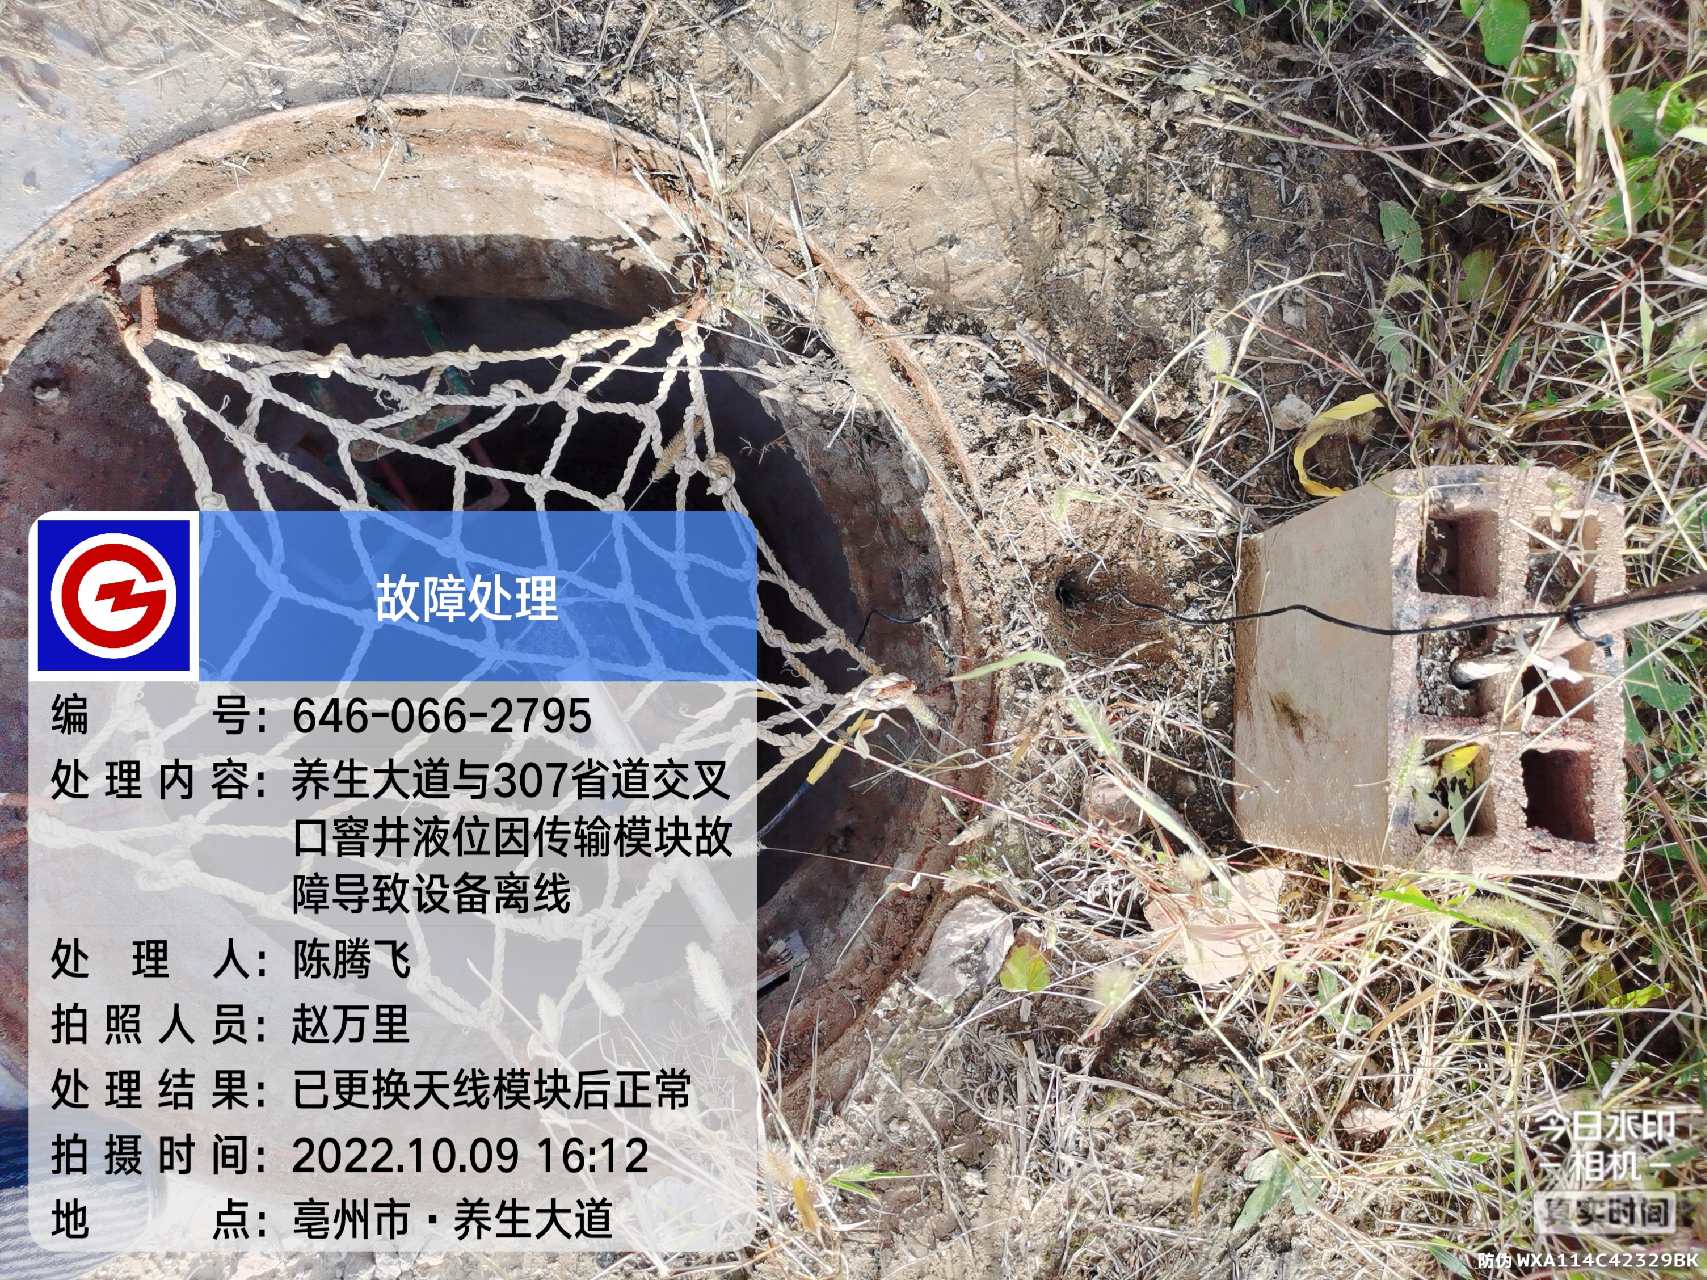 故障处理
编号：646-066-2795
处理内容：养生大道与307省道交叉
口窨井液位因传输模块故
障导致设备离线
处理人：陈腾飞
拍照人员：赵万里
处理结果：已更换天线模块后正常
拍摄时间：2022.10.09 16:12
地点：亳州市·养生大道
今日水印
相机
真实时间
防伪 WXA114C42329BK